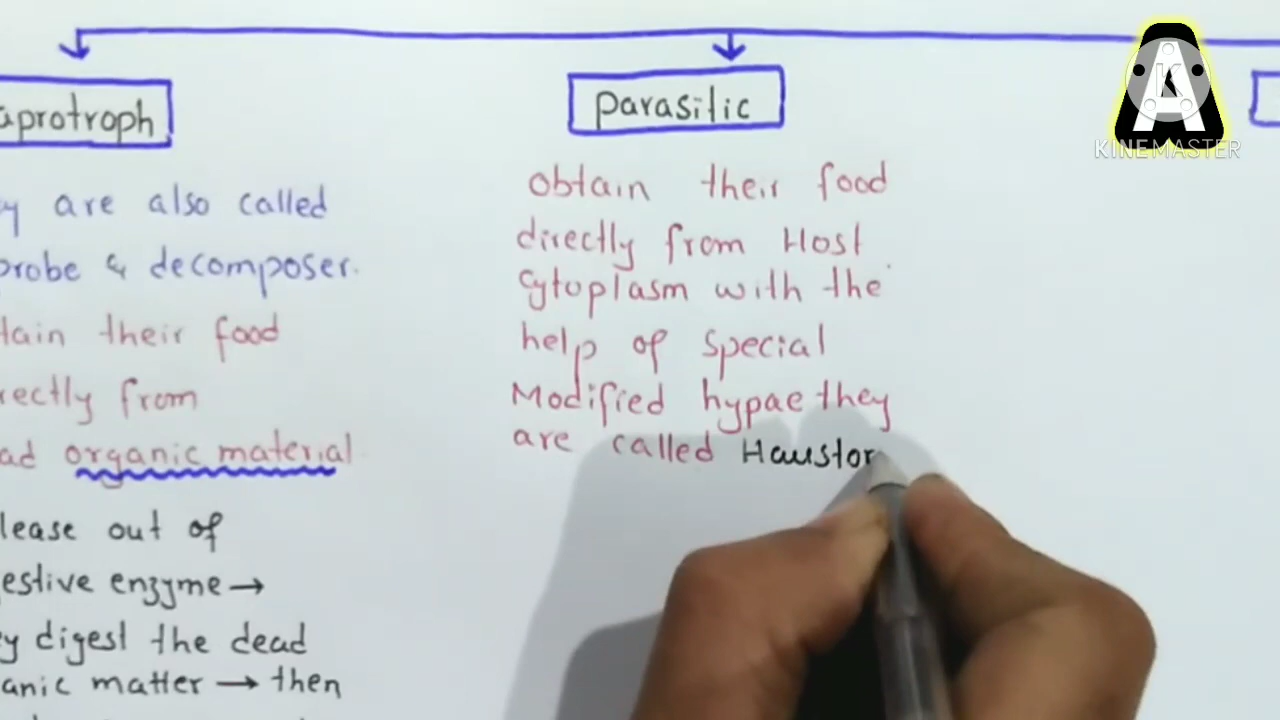 aprotroph
y are also called
probe & decomposer.
tain their food
rectly from
ad organic material
lease out of
estive enzyme →
y digest the dead
anic matter → then
Parasitic
obtain their food
directly from Host
cytoplasm with the
help of special
Modified hypae they
are called Haustor
A
K
KINEMASTER